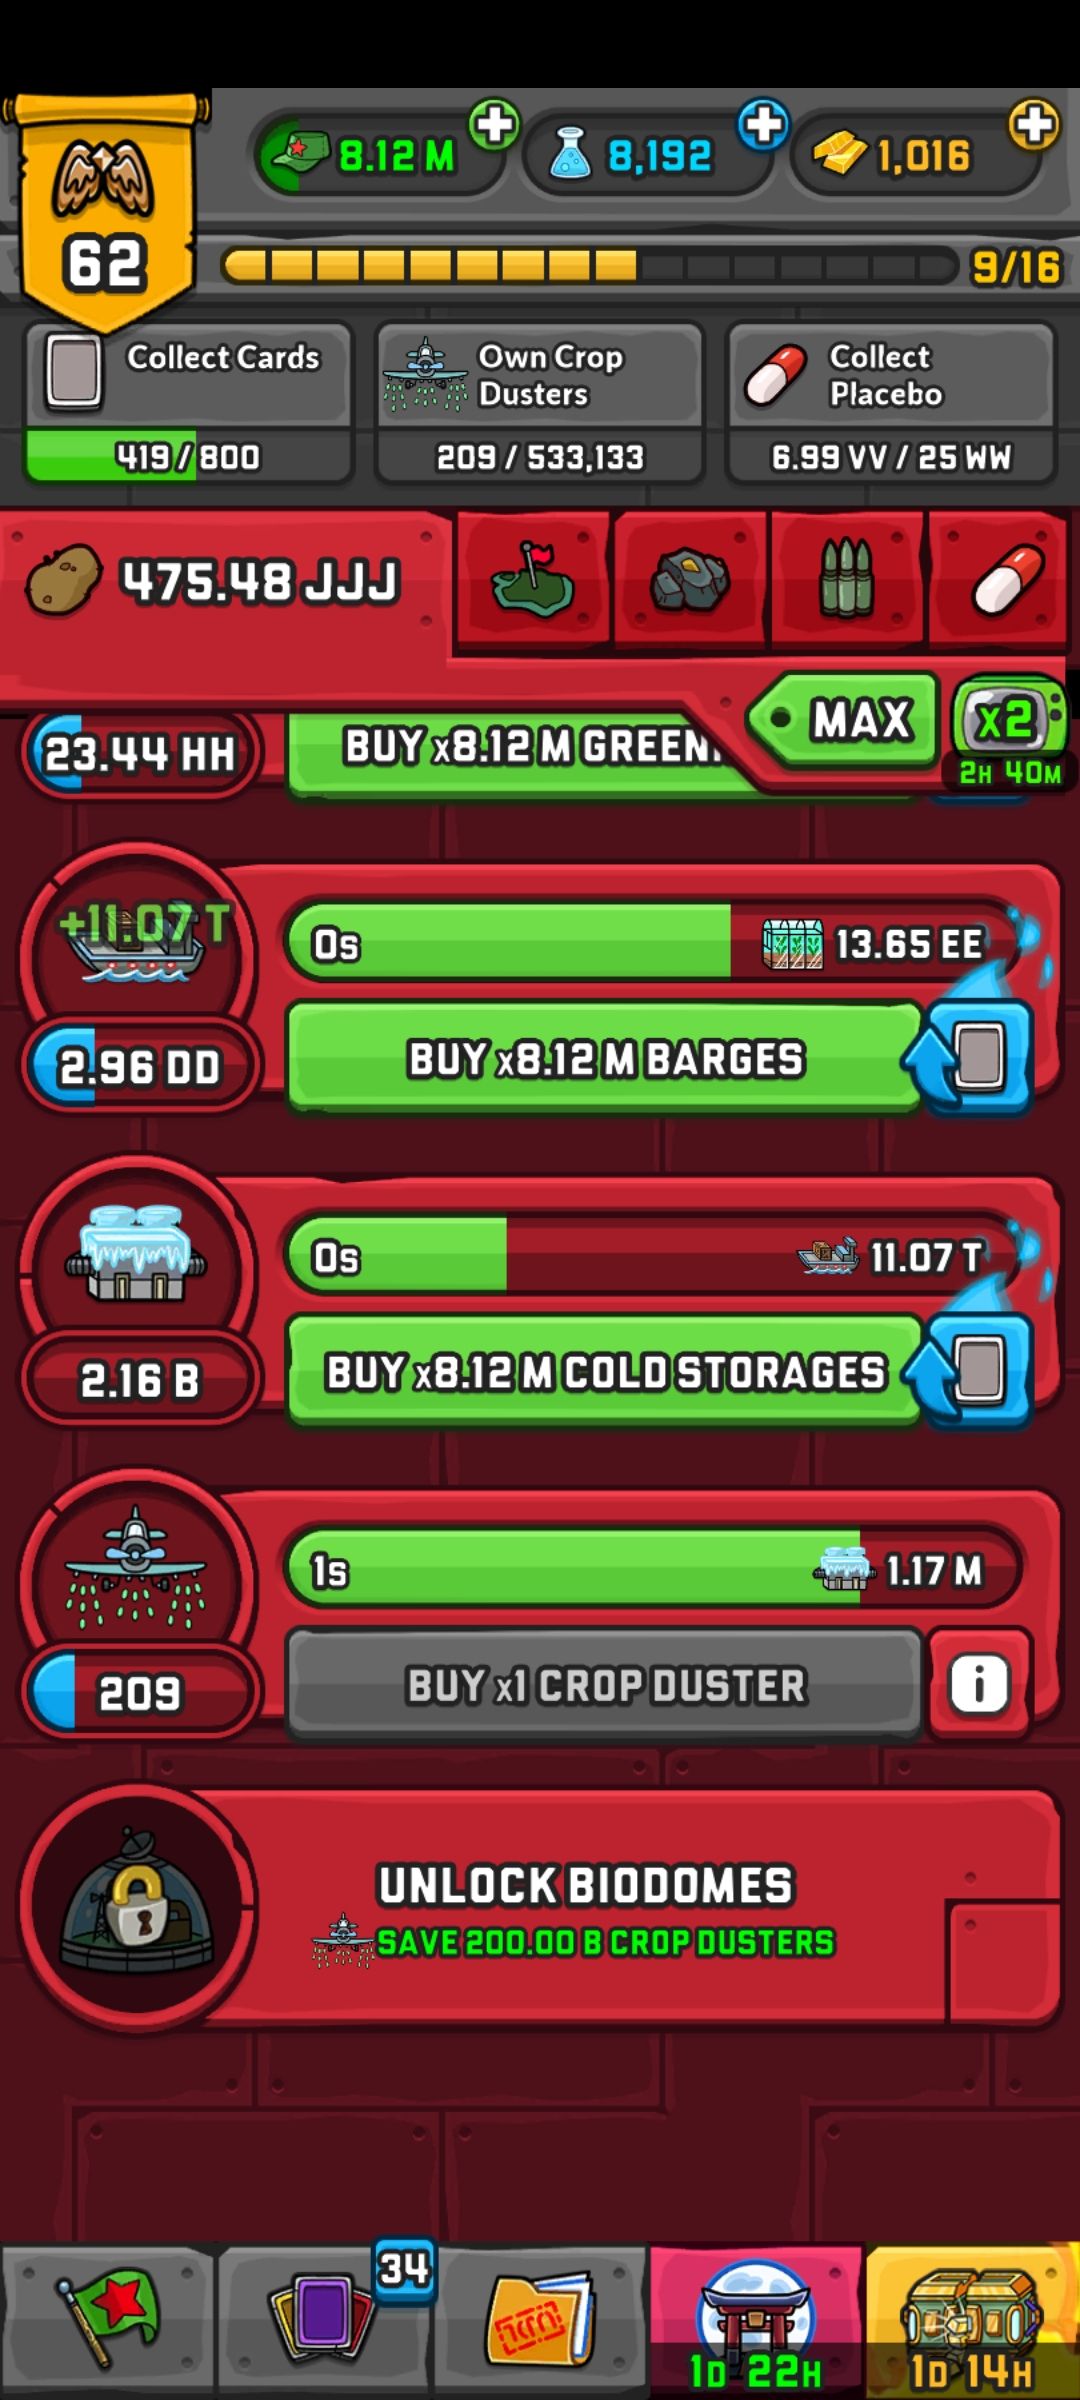 62
8.12 M
8,192
1,016
9/16
Collect Cards
419 / 800
Own Crop
Dusters
209 / 533,133
Collect
Placebo
6.99 VV / 25 WW
475.48 JJJ
MAX
x2
2H 40M
23.44 HH
BUY x8.12 M GREEN
+11.07 T
0s
13.65 EE
2.96 DD
BUY x8.12 M BARGES
0s
11.07 T
2.16 B
BUY x8.12 M COLD STORAGES
1s
1.17 M
209
BUY x1 CROP DUSTER
i
UNLOCK BIODOMES
SAVE 200.00 B CROP DUSTERS
34
1D 22H
1D 14H